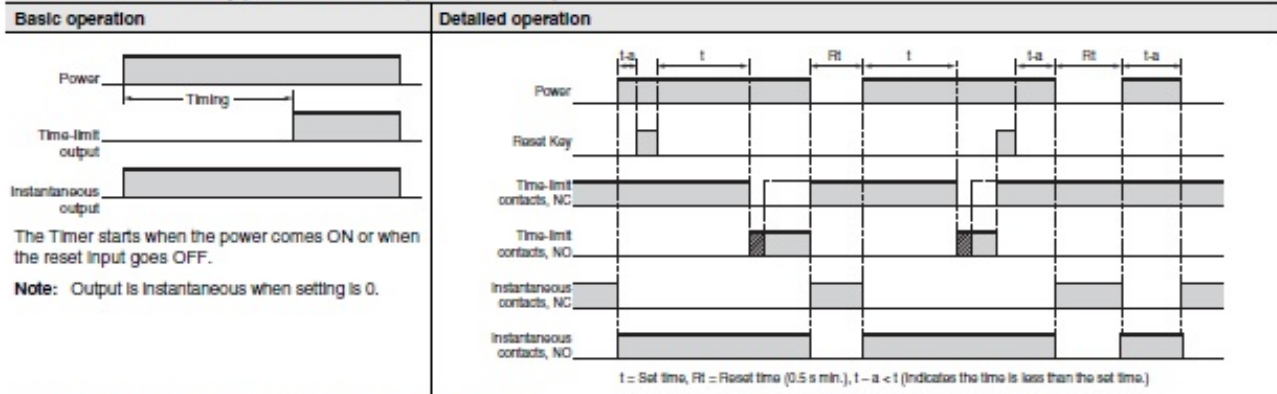 Basic operation
Detailed operation
Power
Timing
Time-limit
output
Instantaneous
output
The Timer starts when the power comes ON or when
the reset input goes OFF.
Note: Output is instantaneous when setting is 0.
t-a t Rt t t-a Rt t-a
Power
Reset Key
Time-limit
contacts, NC
Time-limit
contacts, NO
Instantaneous
contacts, NC
Instantaneous
contacts, NO
t = Set time, Rt = Reset time (0.5 s min.), t – a < t (Indicates the time is less than the set time.)